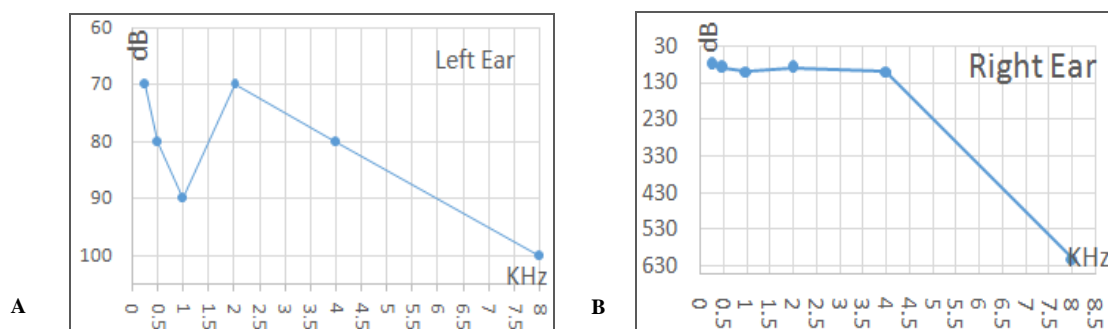 60
dB
Left Ear
70
80
90
100
KHz
0 0.5 1 1.5 2 2.5 3 3.5 4 4.5 5 5.5 6 6.5 7 7.5 8
A
30
dB
Right Ear
130
230
330
430
530
KHz
630
0 0.5 1 1.5 2 2.5 3 3.5 4 4.5 5 5.5 6 6.5 7 7.5 8 8.5
B